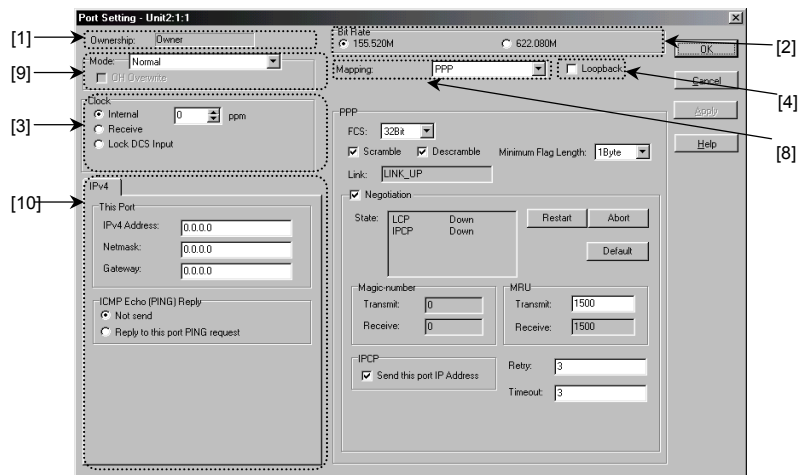 Port Setting - Unit2:1:1
[1]
Ownership: Owner
Bit Rate
155.520M 622.080M
[2]
OK
[9]
Mode: Normal
OH Overwrite
Mapping: PPP
Loopback
Cancel
[4]
Clock
Internal 0 ppm
Receive
Lock DCS Input
[3]
Apply
Help
[8]
PPP
FCS: 32Bit
Scramble Descramble Minimum Flag Length: 1Byte
Link: LINK_UP
Negotiation
State: LCP Down
IPCP Down
Restart Abort
Default
Magic-number
Transmit: 0
Receive: 0
MRU
Transmit: 1500
Receive: 1500
IPCP
Send this port IP Address
Retry: 3
Timeout: 3
[10]
IPv4
This Port
IPv4 Address: 0.0.0.0
Netmask: 0.0.0.0
Gateway: 0.0.0.0
ICMP Echo (PING) Reply
Not send
Reply to this port PING request